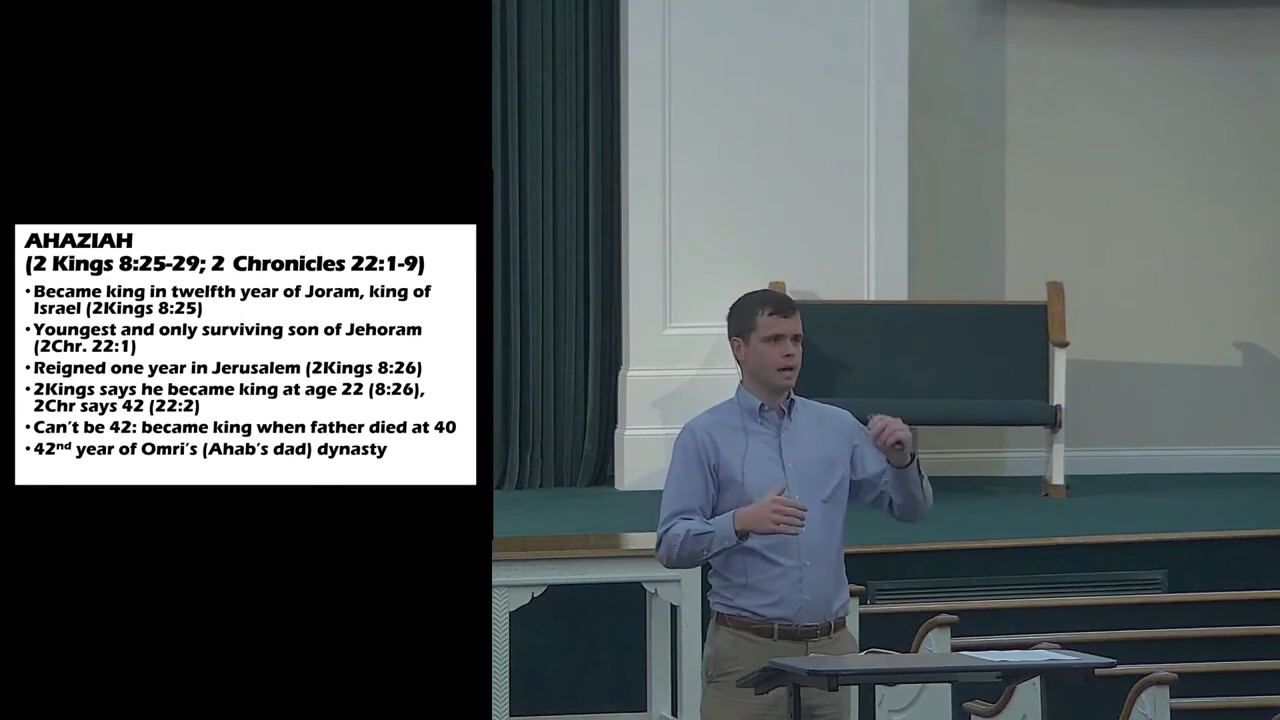 AHAZIAH
(2 Kings 8:25-29; 2 Chronicles 22:1-9)
• Became king in twelfth year of Joram, king of
Israel (2Kings 8:25)
• Youngest and only surviving son of Jehoram
(2Chr. 22:1)
• Reigned one year in Jerusalem (2Kings 8:26)
• 2Kings says he became king at age 22 (8:26),
2Chr says 42 (22:2)
• Can't be 42: became king when father died at 40
• 42nd year of Omri's (Ahab's dad) dynasty